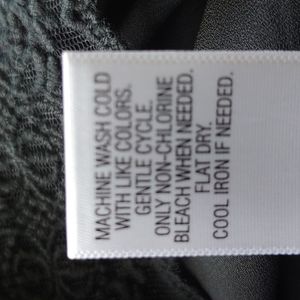 MACHINE WASH COLD
WITH LIKE COLORS.
GENTLE CYCLE.
ONLY NON-CHLORINE
BLEACH WHEN NEEDED.
FLAT DRY.
COOL IRON IF NEEDED.